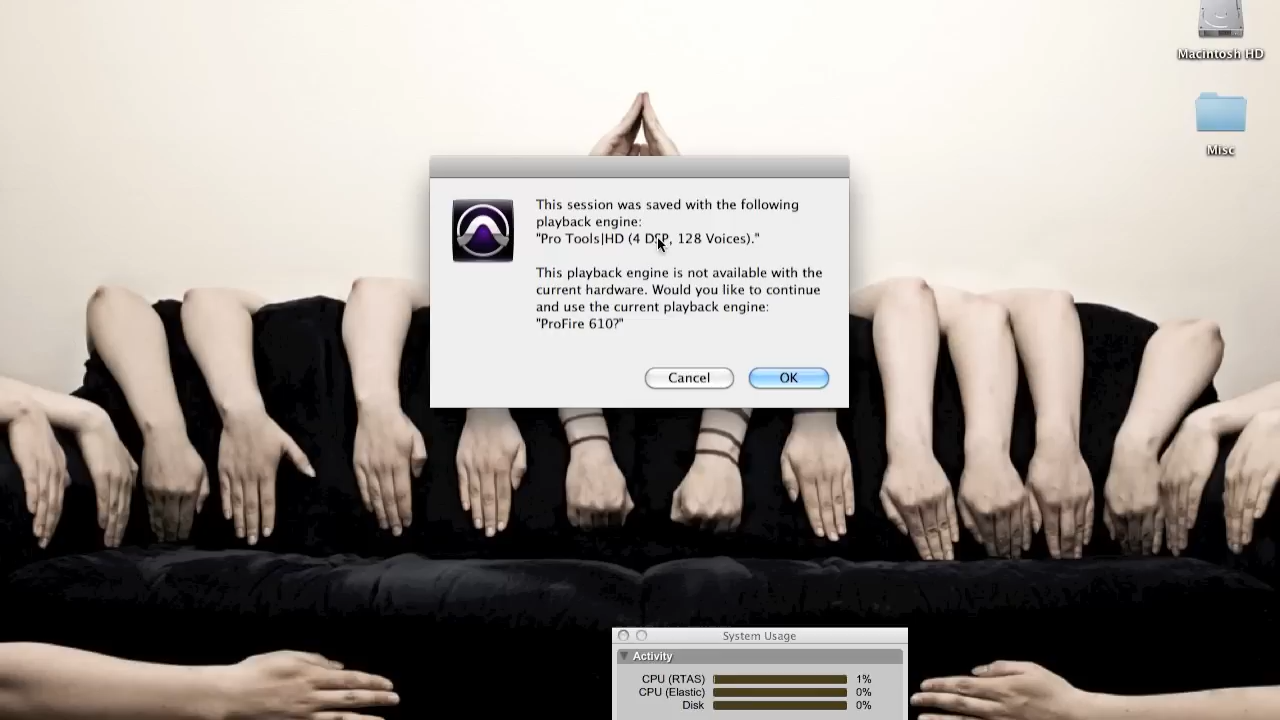 Macintosh HD
Misc
This session was saved with the following
playback engine:
"Pro Tools|HD (4 DSP, 128 Voices)."
This playback engine is not available with the
current hardware. Would you like to continue
and use the current playback engine:
"ProFire 610?"
Cancel
OK
System Usage
Activity
CPU (RTAS) 1%
CPU (Elastic) 0%
Disk 0%